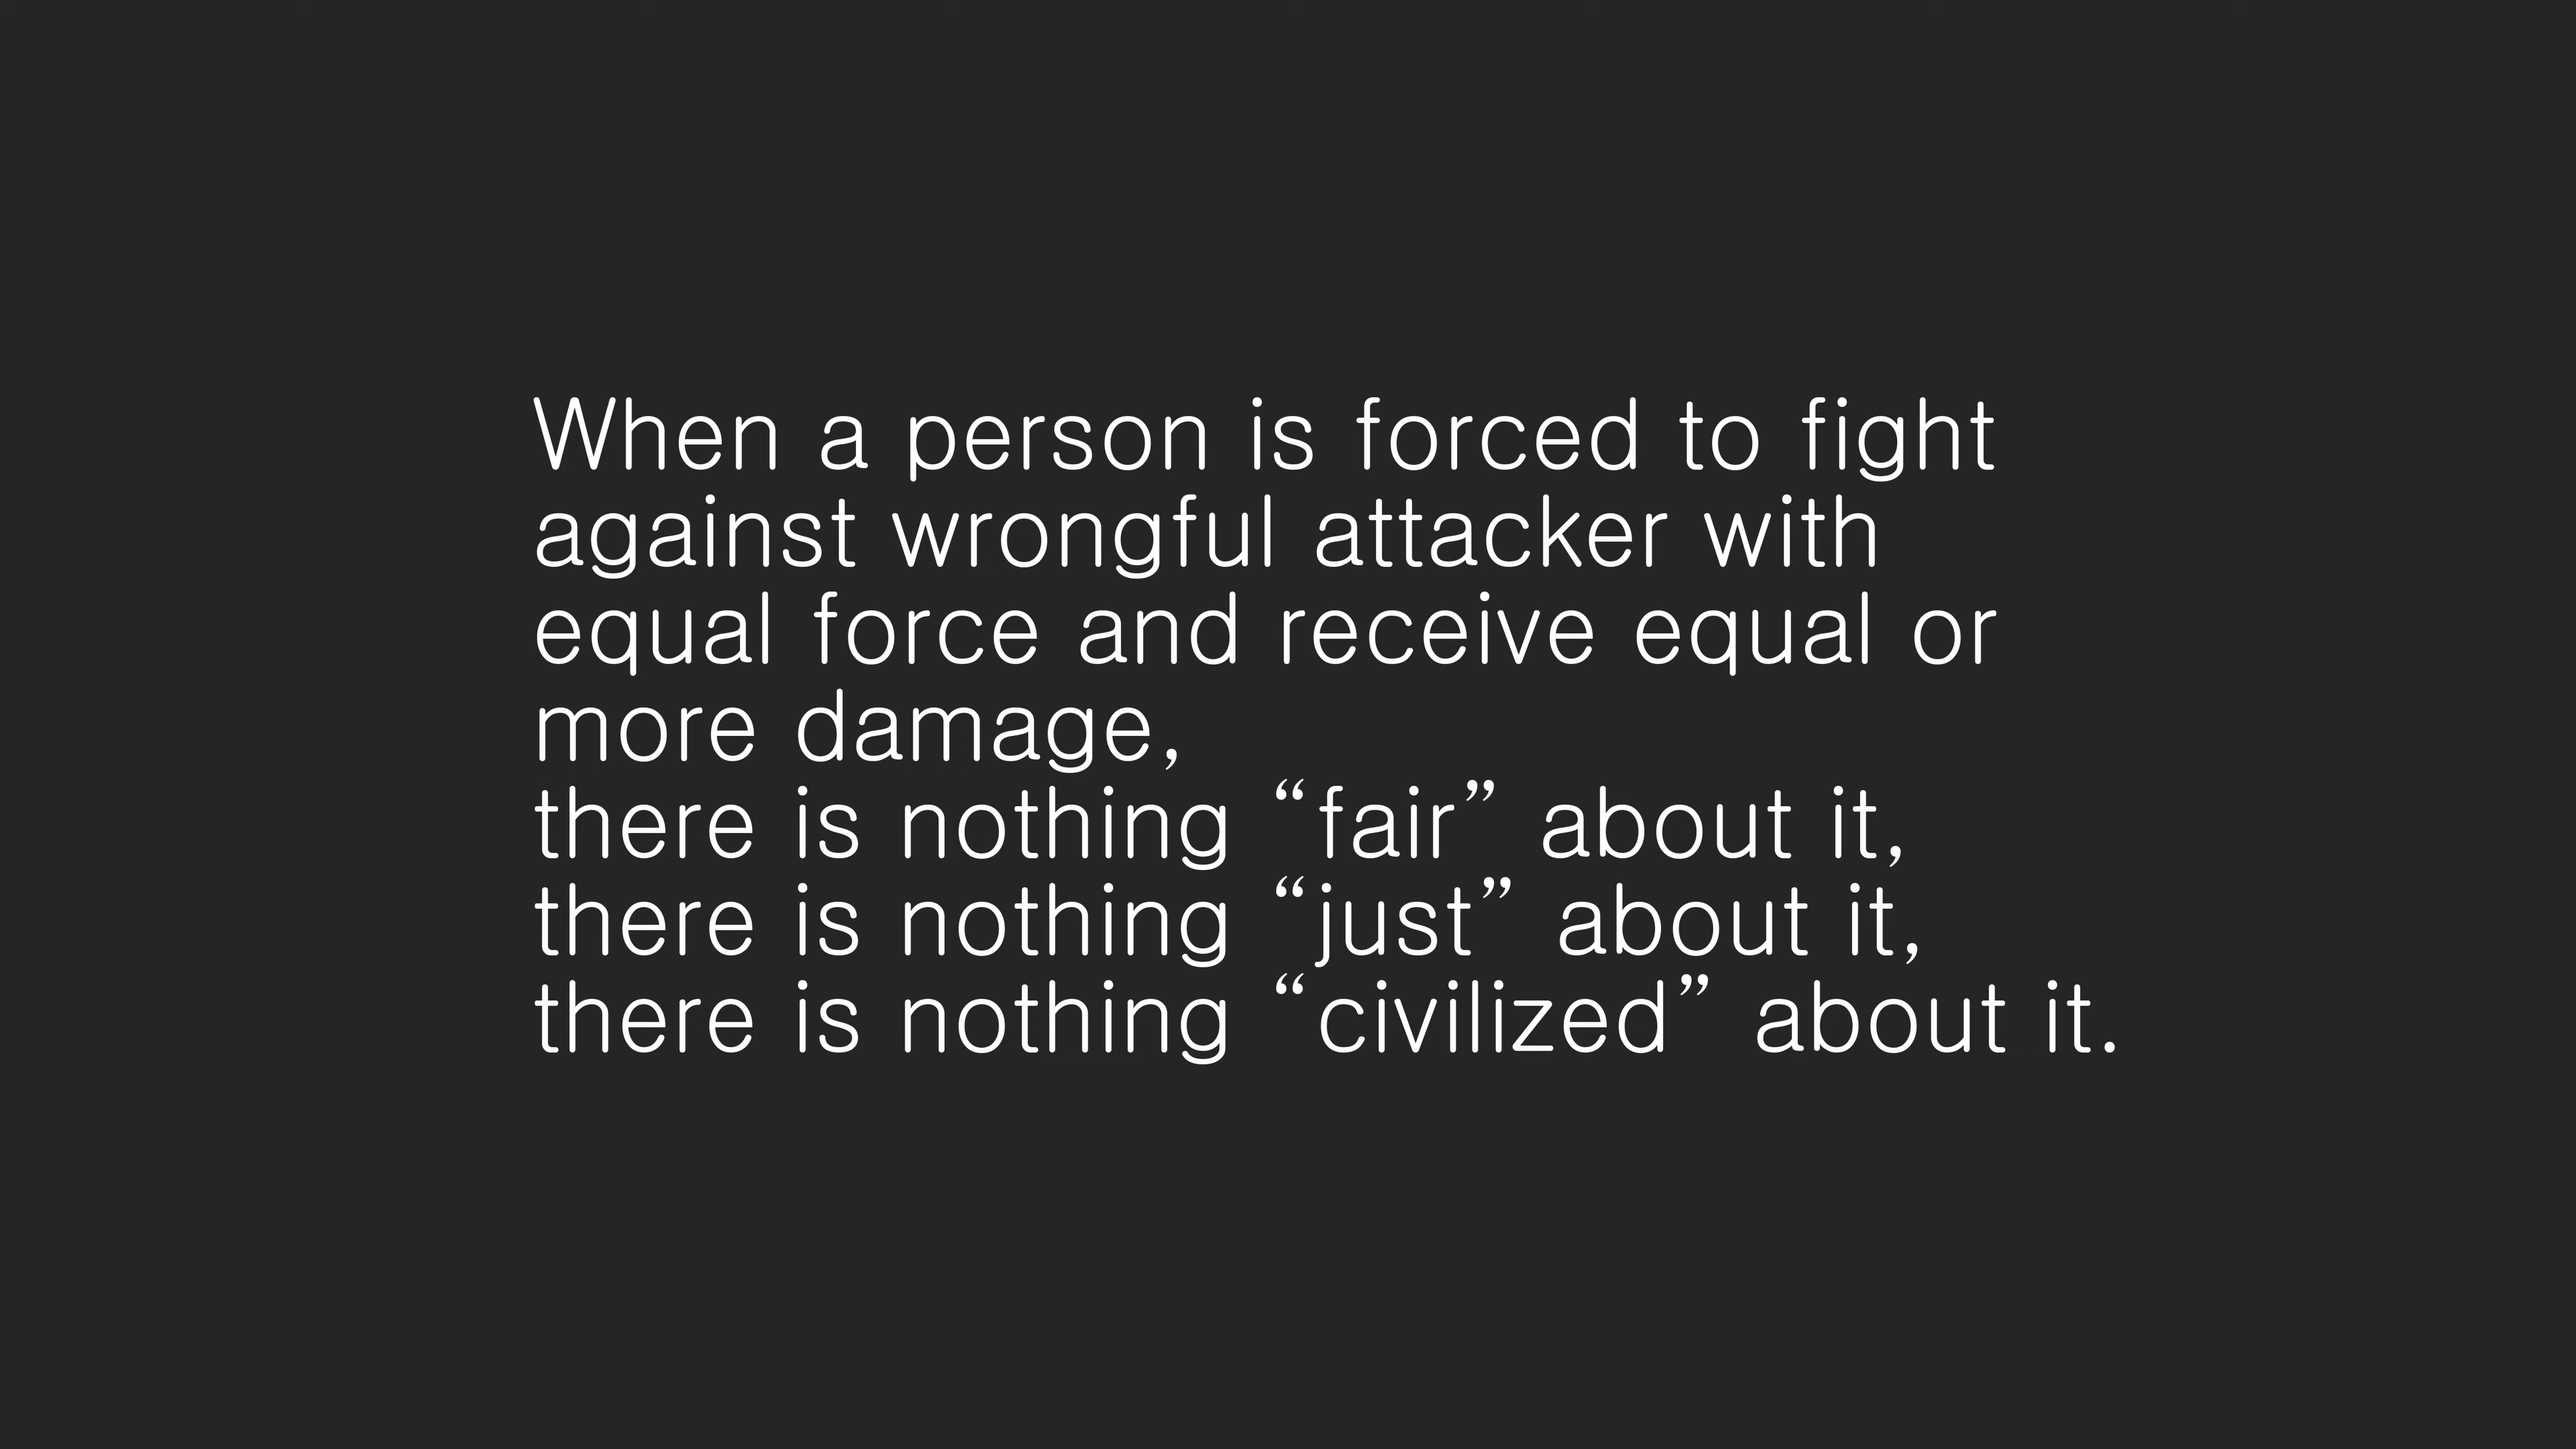 When a person is forced to fight
against wrongful attacker with
equal force and receive equal or
more damage,
there is nothing “fair” about it,
there is nothing “just” about it,
there is nothing “civilized” about it.